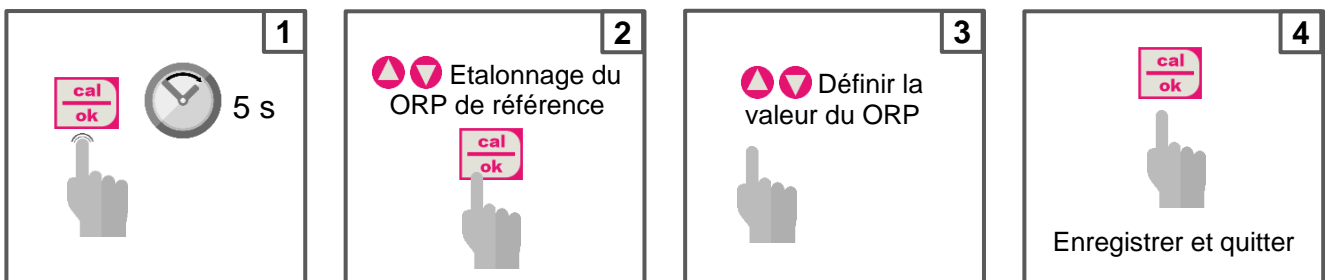 1
cal
ok
5 s
2
Etalonnage du
ORP de référence
cal
ok
3
Définir la
valeur du ORP
4
cal
ok
Enregistrer et quitter